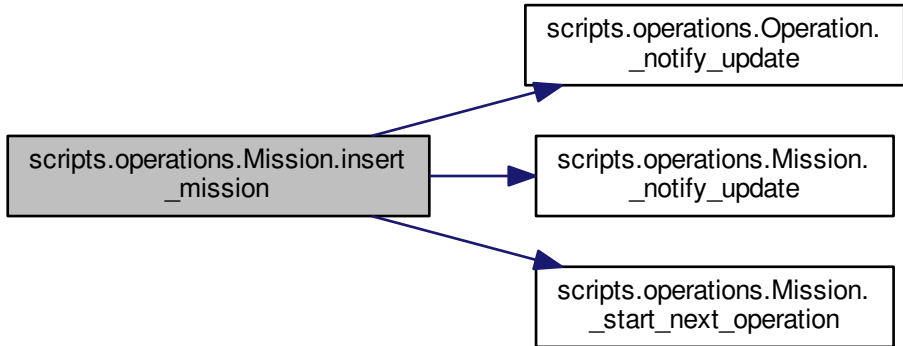 scripts.operations.Operation.
_notify_update
scripts.operations.Mission.insert
_mission
scripts.operations.Mission.
_notify_update
scripts.operations.Mission.
_start_next_operation